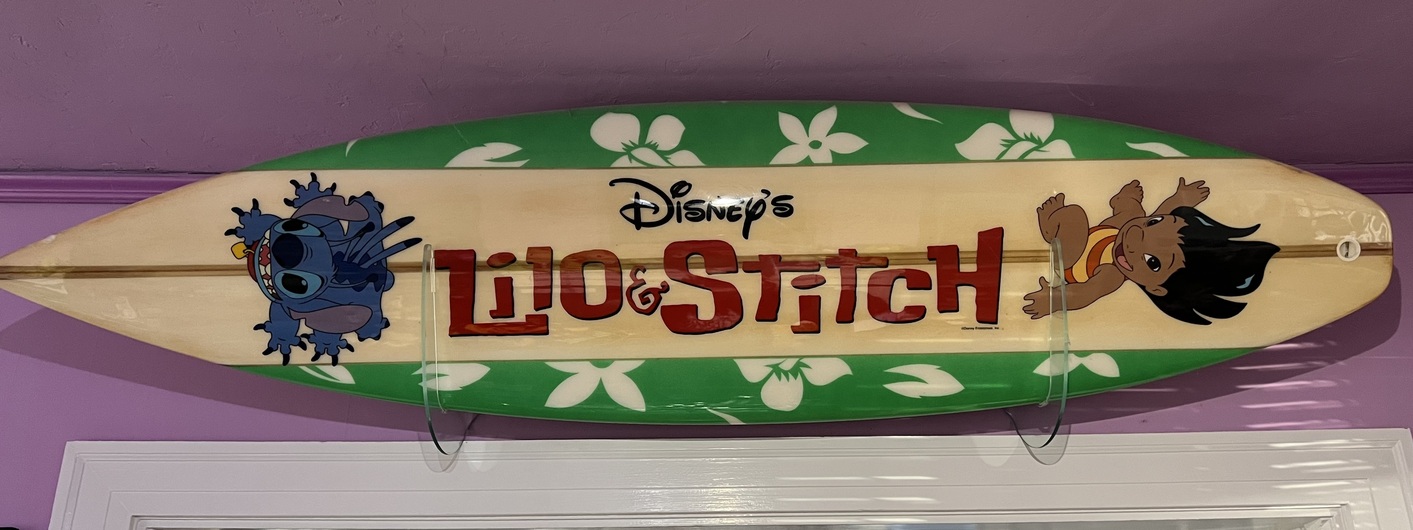 Disney's
Lilo & Stitch